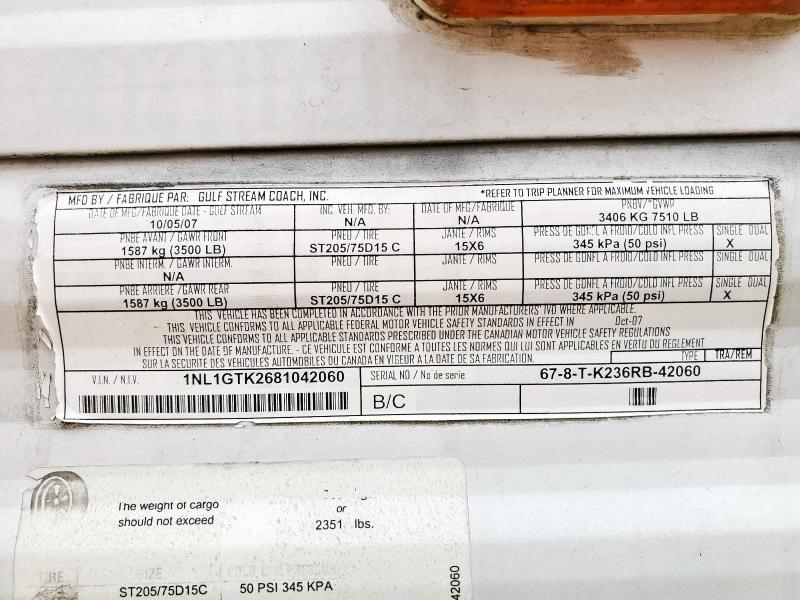 MFD BY / FABRIQUE PAR: GULF STREAM COACH, INC. *REFER TO TRIP PLANNER FOR MAXIMUM VEHICLE LOADING
DATE OF MFG/FABRIQUE DATE - GULF STREAM INC. VEH. MFD. BY: DATE OF MFG/FABRIQUE PNBV/*GVWR
10/05/07 N/A N/A 3406 KG 7510 LB
PNBE AVANT / GAWR FRONT PNEU / TIRE JANTE / RIMS PRESS DE GONFL A FROID/COLD INFL PRESS SINGLE DUAL
1587 kg (3500 LB) ST205/75D15 C 15X6 345 kPa (50 psi) X
PNBE INTERM. / GAWR INTERM. PNEU / TIRE JANTE / RIMS PRESS DE GONFL A FROID/COLD INFL PRESS SINGLE DUAL
N/A
PNBE ARRIERE / GAWR REAR PNEU / TIRE JANTE / RIMS PRESS DE GONFL A FROID/COLD INFL PRESS SINGLE DUAL
1587 kg (3500 LB) ST205/75D15 C 15X6 345 kPa (50 psi) X
THIS VEHICLE HAS BEEN COMPLETED IN ACCORDANCE WITH THE PRIOR MANUFACTURERS' IVD WHERE APPLICABLE.
THIS VEHICLE CONFORMS TO ALL APPLICABLE FEDERAL MOTOR VEHICLE SAFETY STANDARDS IN EFFECT IN Oct-07
THIS VEHICLE CONFORMS TO ALL APPLICABLE STANDARDS PRESCRIBED UNDER THE CANADIAN MOTOR VEHICLE SAFETY REGULATIONS
IN EFFECT ON THE DATE OF MANUFACTURE. - CE VEHICULE EST CONFORME A TOUTES LES NORMES QUI LUI SONT APPLICABLES EN VERTU DU REGLEMENT
SUR LA SECURITE DES VEHICULES AUTOMOBILES DU CANADA EN VIGEUR A LA DATE DE SA FABRICATION. TYPE TRA/REM
V.I.N. / N.I.V. 1NL1GTK2681042060 SERIAL NO / No de serie 67-8-T-K236RB-42060
B/C
The weight of cargo
should not exceed
or
2351 lbs.
TIRE SIZE
ST205/75D15C 50 PSI 345 KPA
42060